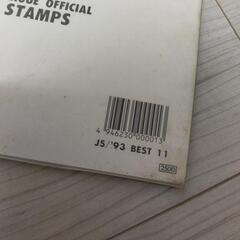 OFFICIAL
STAMPS
4 946230 000013
JS/'93 BEST 11
2500